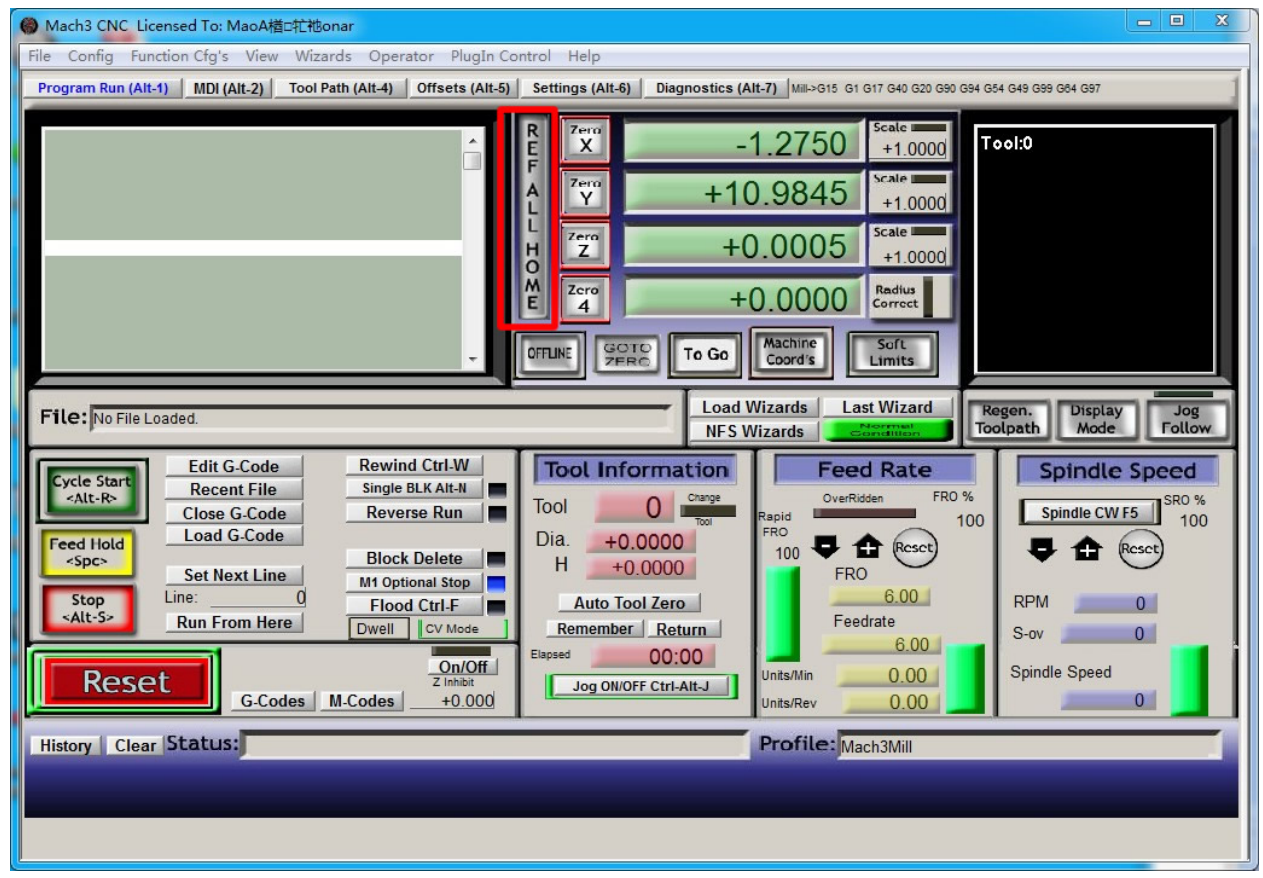 Mach3 CNC Licensed To: MaoA楿□牤袘onar
File Config Function Cfg's View Wizards Operator PlugIn Control Help
Program Run (Alt-1) MDI (Alt-2) Tool Path (Alt-4) Offsets (Alt-5) Settings (Alt-6) Diagnostics (Alt-7) Mill->G15 G1 G17 G40 G20 G90 G94 G54 G49 G99 G64 G97
REF ALL HOME
Zero X -1.2750 Scale +1.0000
Zero Y +10.9845 Scale +1.0000
Zero Z +0.0005 Scale +1.0000
Zero 4 +0.0000 Radius Correct
Tool:0
OFFLINE GOTO ZERO To Go Machine Coord's Soft Limits
File: No File Loaded.
Load Wizards Last Wizard
NFS Wizards Normal Condition
Regen. Toolpath Display Mode Jog Follow
Cycle Start <Alt-R>
Feed Hold <Spc>
Stop <Alt-S>
Edit G-Code
Recent File
Close G-Code
Load G-Code
Set Next Line
Line: 0
Run From Here
Rewind Ctrl-W
Single BLK Alt-N
Reverse Run
Block Delete
M1 Optional Stop
Flood Ctrl-F
Dwell CV Mode
Reset
G-Codes M-Codes
On/Off
Z Inhibit
+0.000
Tool Information
Tool 0 Change Tool
Dia. +0.0000
H +0.0000
Auto Tool Zero
Remember Return
Elapsed 00:00
Jog ON/OFF Ctrl-Alt-J
Feed Rate
OverRidden FRO %
100
Rapid FRO
100
Reset
FRO
6.00
Feedrate
6.00
Units/Min 0.00
Units/Rev 0.00
Spindle Speed
Spindle CW F5 SRO %
100
Reset
RPM 0
S-ov 0
Spindle Speed
0
History Clear Status:
Profile: Mach3Mill